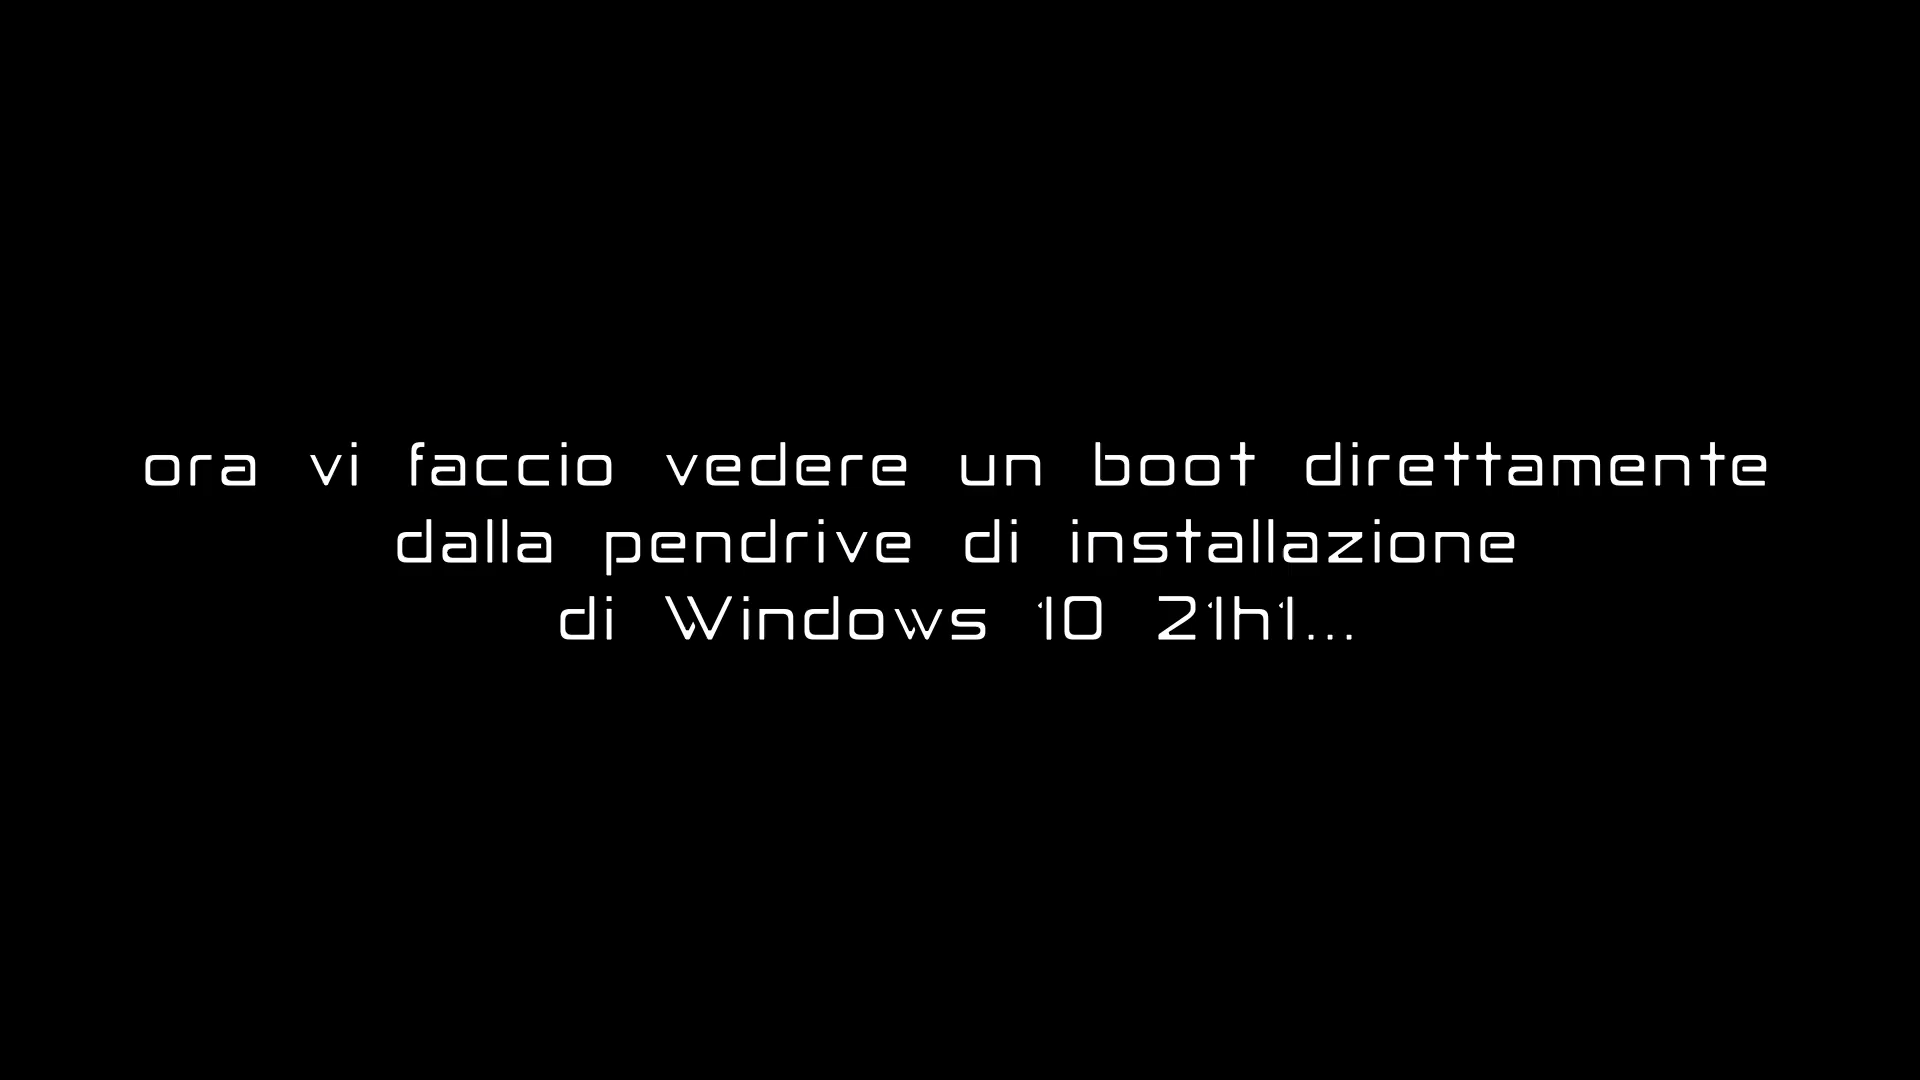 ora vi faccio vedere un boot direttamente
dalla pendrive di installazione
di Windows 10 21h1...